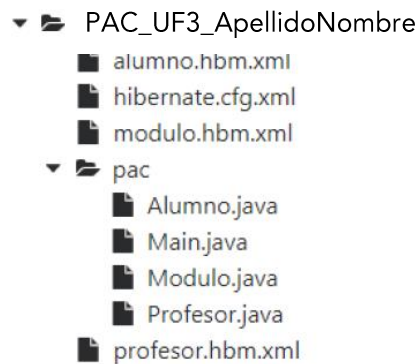 PAC_UF3_ApellidoNombre
alumno.hbm.xml
hibernate.cfg.xml
modulo.hbm.xml
pac
Alumno.java
Main.java
Modulo.java
Profesor.java
profesor.hbm.xml